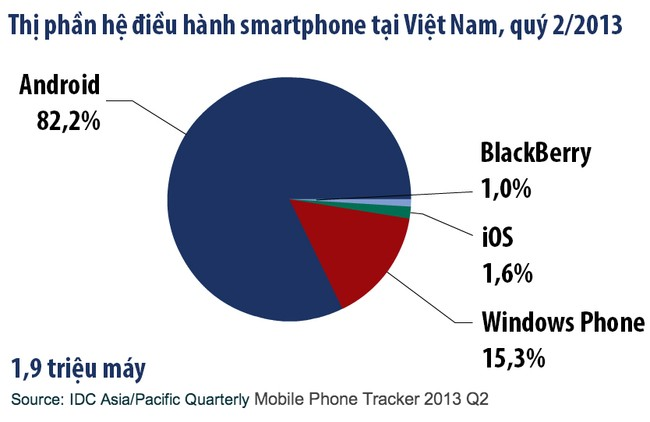 Thị phần hệ điều hành smartphone tại Việt Nam, quý 2/2013
Android
82,2%
BlackBerry
1,0%
iOS
1,6%
Windows Phone
15,3%
1,9 triệu máy
Source: IDC Asia/Pacific Quarterly Mobile Phone Tracker 2013 Q2